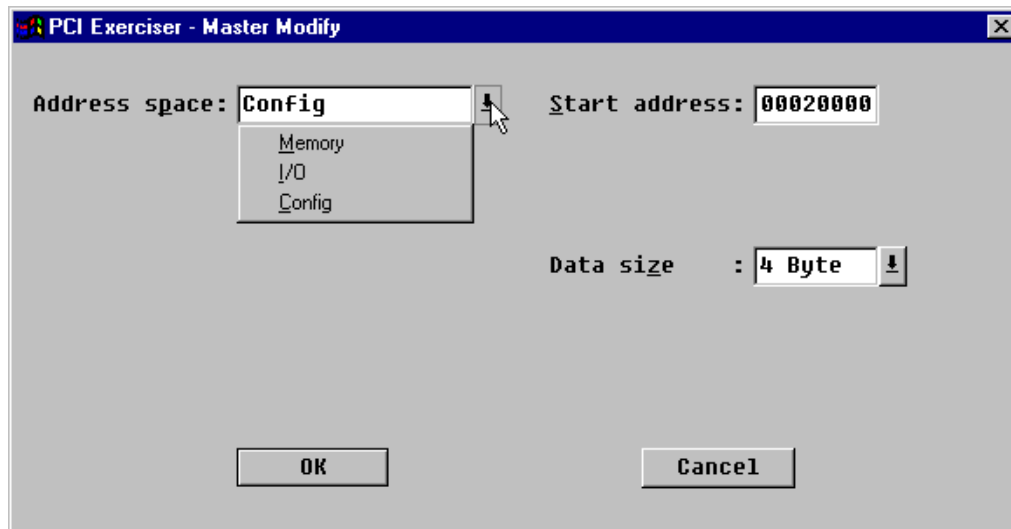 PCI Exerciser - Master Modify
Address space: Config
Start address: 00020000
Memory
I/O
Config
Data size : 4 Byte
OK
Cancel